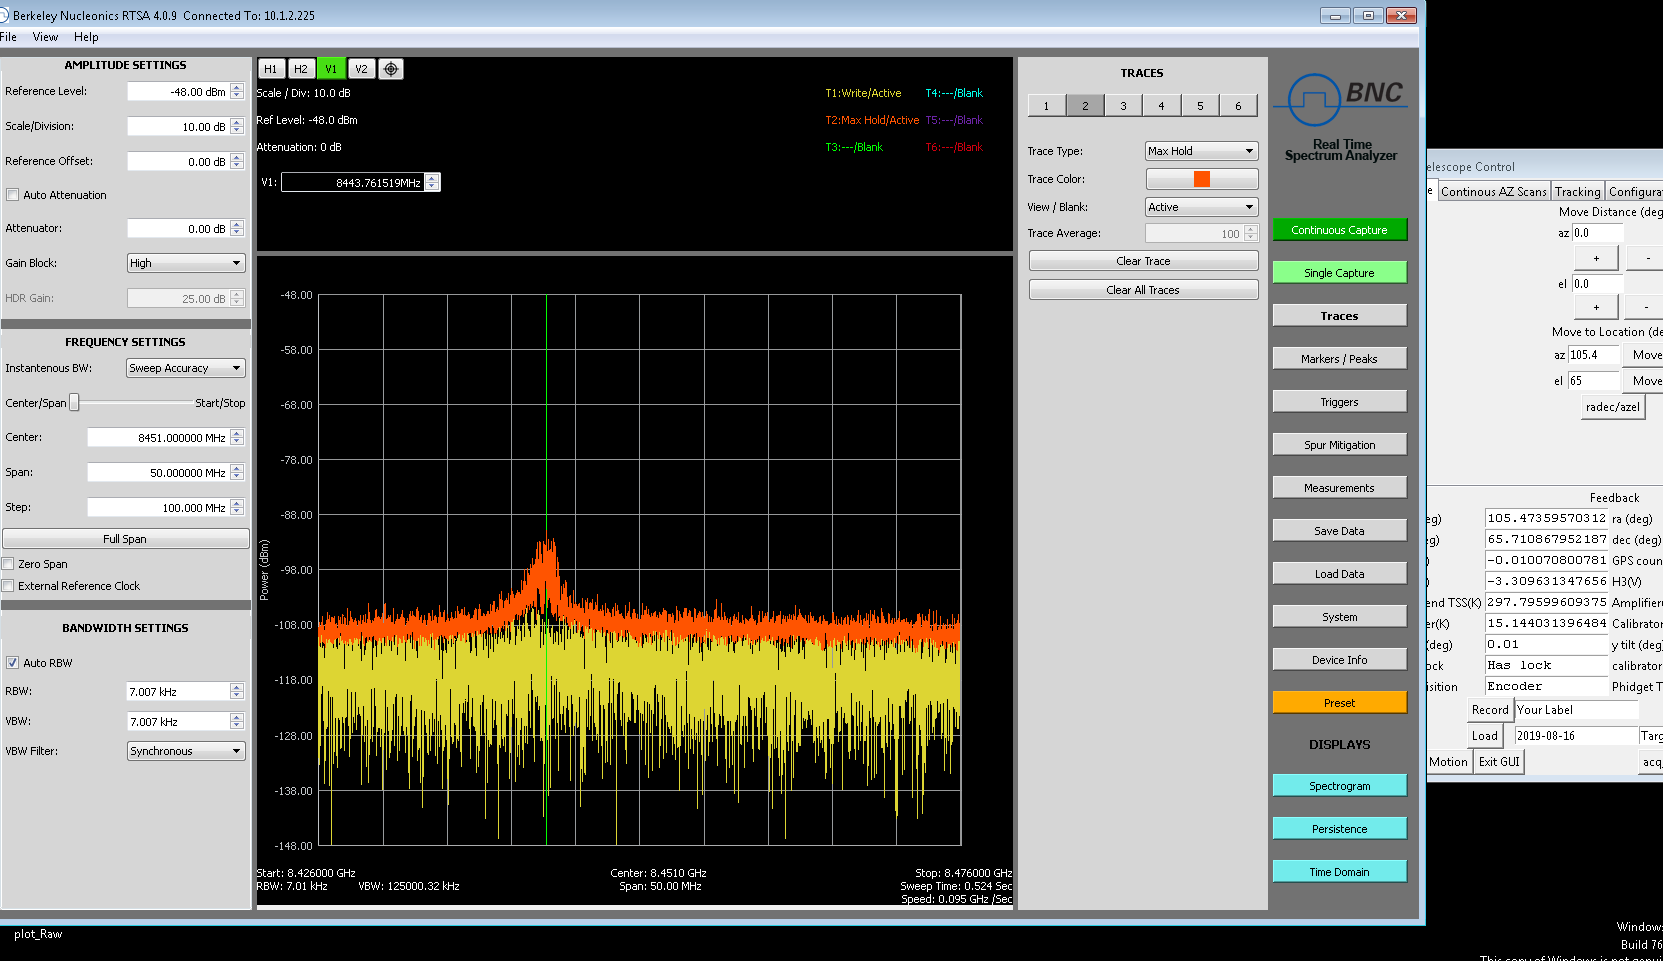 Berkeley Nucleonics RTSA 4.0.9 Connected To: 10.1.2.225
File View Help
AMPLITUDE SETTINGS
Reference Level: -48.00 dBm
Scale/Division: 10.00 dB
Reference Offset: 0.00 dB
Auto Attenuation
Attenuator: 0.00 dB
Gain Block: High
HDR Gain: 25.00 dB
FREQUENCY SETTINGS
Instantenous BW: Sweep Accuracy
Center/Span Start/Stop
Center: 8451.000000 MHz
Span: 50.000000 MHz
Step: 100.000 MHz
Full Span
Zero Span
External Reference Clock
BANDWIDTH SETTINGS
Auto RBW
RBW: 7.007 kHz
VBW: 7.007 kHz
VBW Filter: Synchronous
H1 H2 V1 V2
Scale / Div: 10.0 dB
Ref Level: -48.0 dBm
Attenuation: 0 dB
T1:Write/Active T4:---/Blank
T2:Max Hold/Active T5:---/Blank
T3:---/Blank T6:---/Blank
V1: 8443.761519MHz
-48.00
-58.00
-68.00
-78.00
-88.00
-98.00
-108.00
-118.00
-128.00
-138.00
-148.00
Power (dBm)
Start: 8.426000 GHz Center: 8.4510 GHz Stop: 8.476000 GHz
RBW: 7.01 kHz VBW: 125000.32 kHz Span: 50.00 MHz Sweep Time: 0.524 Sec
Speed: 0.095 GHz /Sec
TRACES
1 2 3 4 5 6
Trace Type: Max Hold
Trace Color:
View / Blank: Active
Trace Average: 100
Clear Trace
Clear All Traces
BNC
Real Time
Spectrum Analyzer
Continuous Capture
Single Capture
Traces
Markers / Peaks
Triggers
Spur Mitigation
Measurements
Save Data
Load Data
System
Device Info
Preset
DISPLAYS
Spectrogram
Persistence
Time Domain
elescope Control
e Continous AZ Scans Tracking Configura
Move Distance (deg
az 0.0
+ -
el 0.0
+ -
Move to Location (de
az 105.4 Move
el 65 Move
radec/azel
Feedback
eg) 105.47359570312 ra (deg)
eg) 65.710867952187 dec (deg)
) -0.010070800781 GPS coun
) -3.309631347656 H3(V)
end TSS(K) 297.79599609375 Amplifier(
er(K) 15.144031396484 Calibrator
(deg) 0.01 y tilt (deg
ock Has lock calibrator
isition Encoder Phidget T
Record Your Label
Load 2019-08-16 Targ
Motion Exit GUI acq
plot_Raw
Windows
Build 76
This copy of Windows is not genui